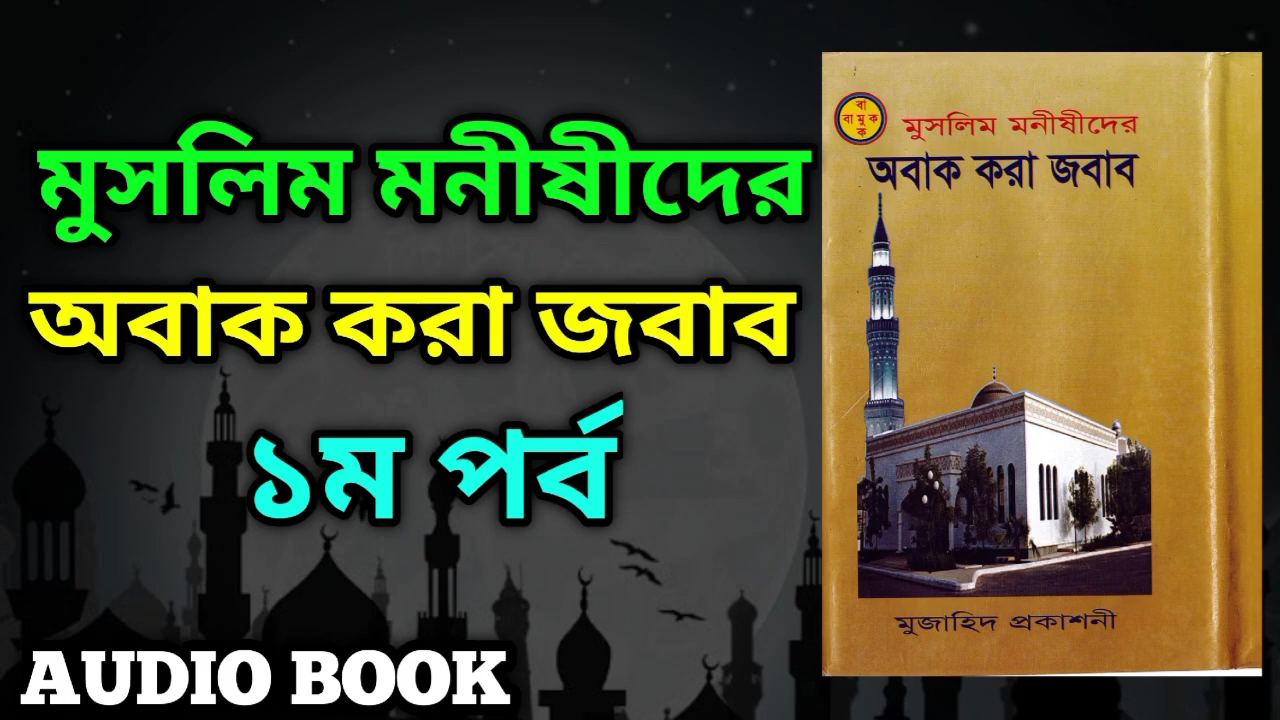 মুসলিম মনীষীদের
অবাক করা জবাব
১ম পর্ব
AUDIO BOOK
বা
বা মু ক
ক
মুসলিম মনীষীদের
অবাক করা জবাব
মুজাহিদ প্রকাশনী